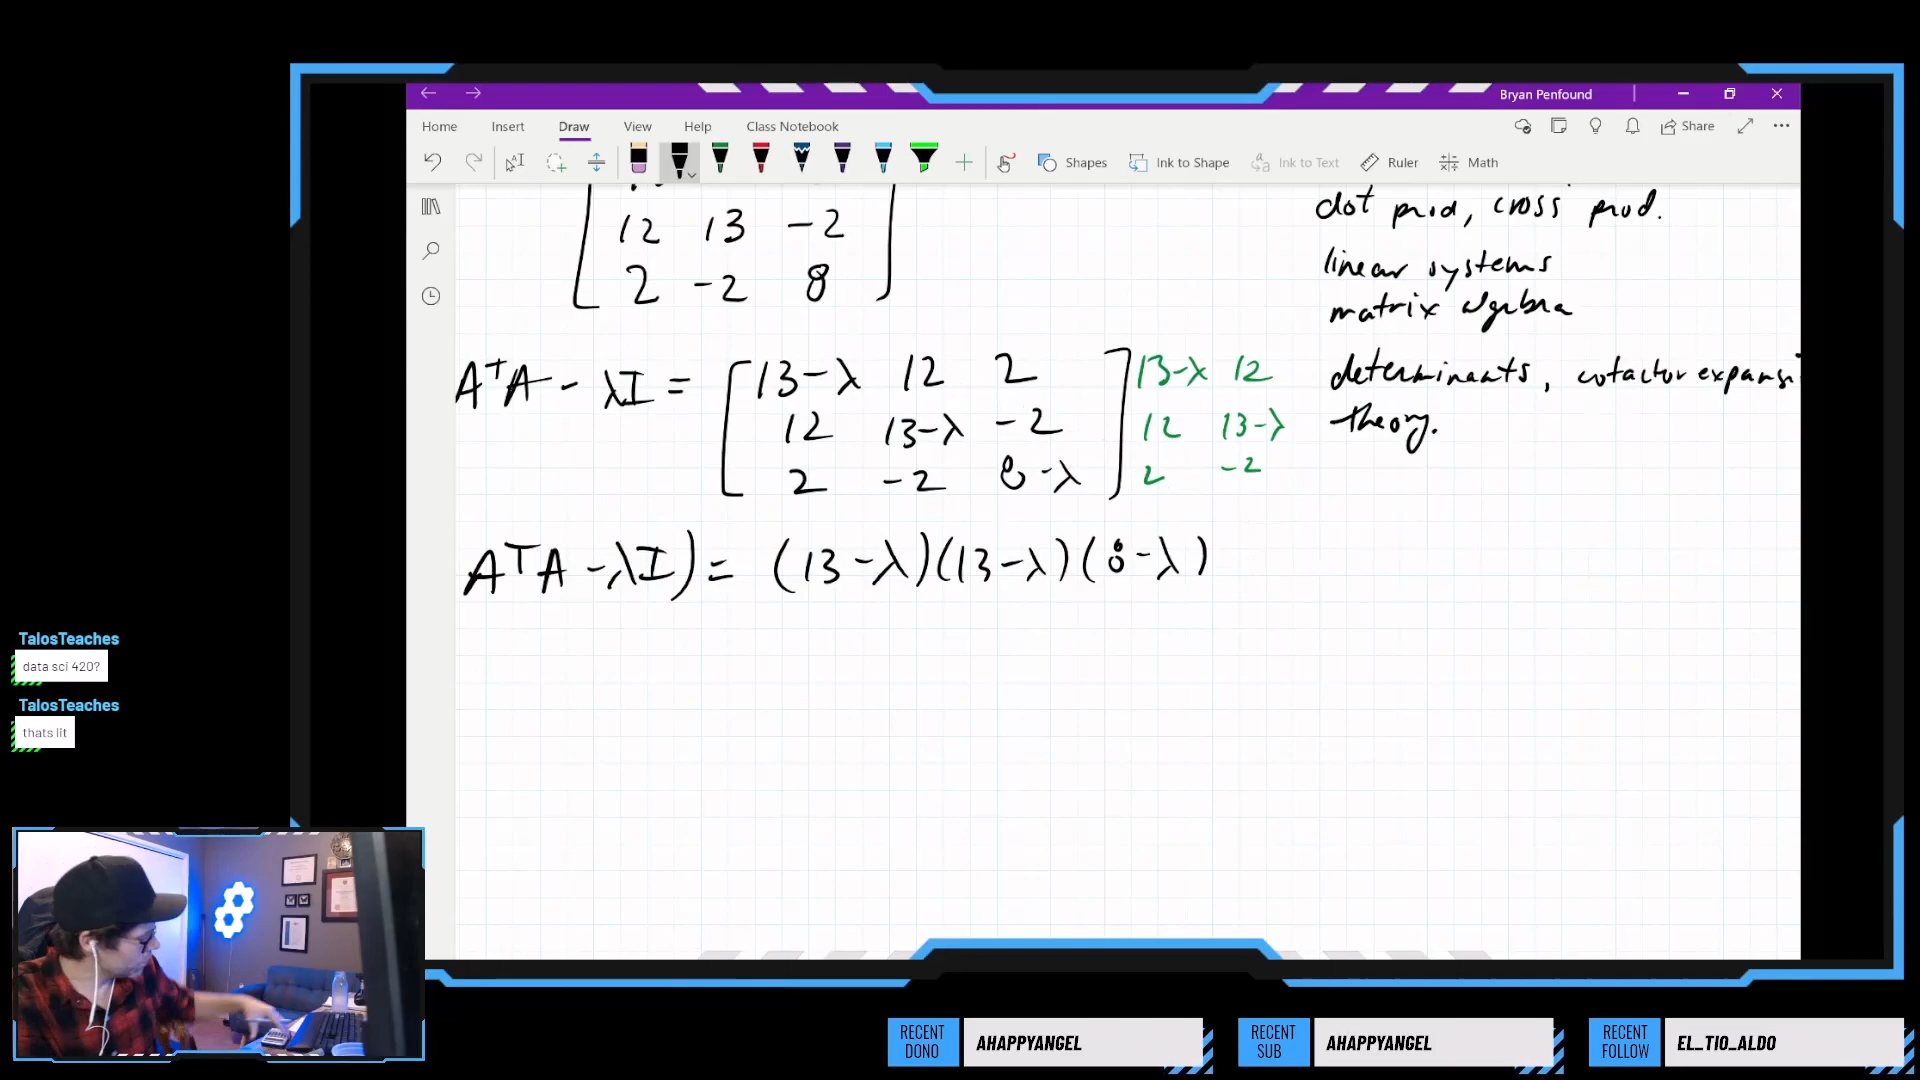 Bryan Penfound
Home Insert Draw View Help Class Notebook
Share
Shapes Ink to Shape Ink to Text Ruler Math
12 13 -2
2 -2 8
AᵀA - λI = [13-λ 12 2] 13-λ 12
12 13-λ -2 12 13-λ
2 -2 8-λ 2 -2
AᵀA - λI) = (13-λ)(13-λ)(8-λ)
dot prod, cross prod.
linear systems
matrix algebra
determinants, cofactor expansi
theory.
TalosTeaches
data sci 420?
TalosTeaches
thats lit
RECENT DONO AHAPPYANGEL
RECENT SUB AHAPPYANGEL
RECENT FOLLOW EL_TIO_ALDO